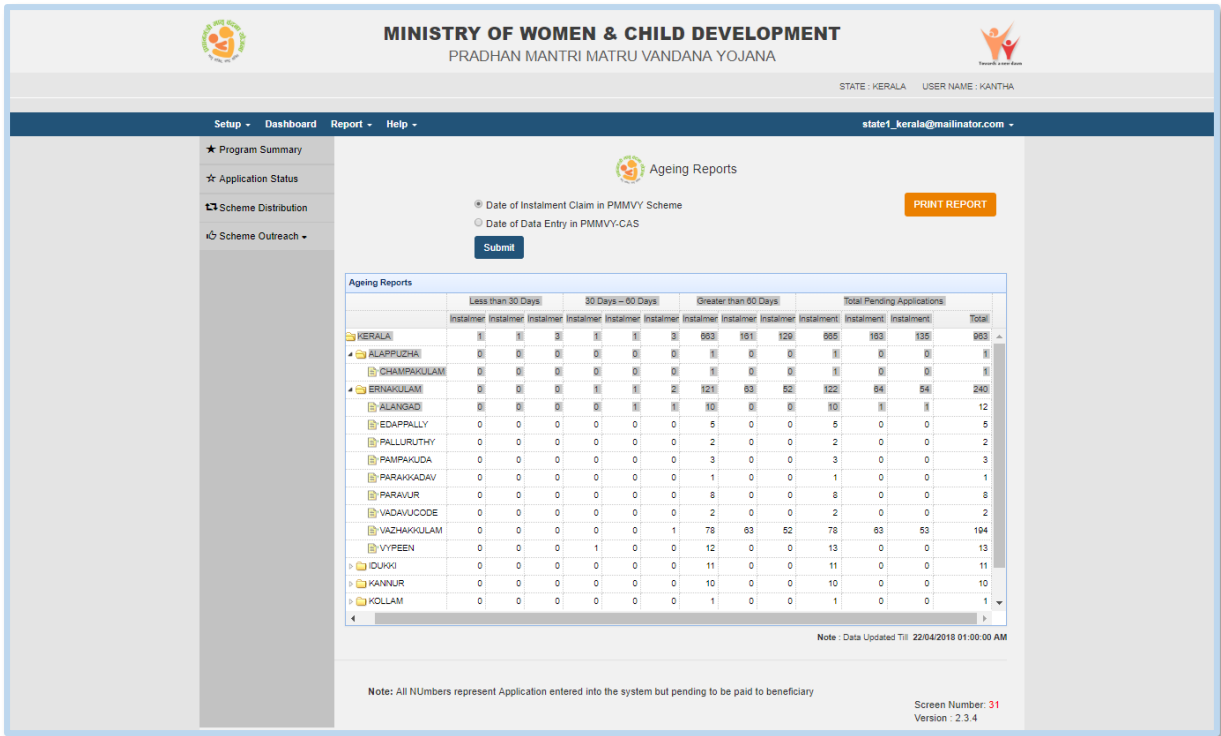 MINISTRY OF WOMEN & CHILD DEVELOPMENT
PRADHAN MANTRI MATRU VANDANA YOJANA
Towards a new dawn
STATE : KERALA USER NAME : KANTHA
Setup Dashboard Report Help state1_kerala@mailinator.com
Program Summary
Application Status
Scheme Distribution
Scheme Outreach
Ageing Reports
Date of Instalment Claim in PMMVY Scheme
Date of Data Entry in PMMVY-CAS
Submit
PRINT REPORT
Ageing Reports
Less than 30 Days 30 Days – 60 Days Greater than 60 Days Total Pending Applications
Instalmer Instalmer Instalmer Instalmer Instalmer Instalmer Instalmer Instalmer Instalmer Instalment Instalment Instalment Total
KERALA 1 1 3 1 1 3 663 161 129 665 163 135 963
ALAPPUZHA 0 0 0 0 0 0 1 0 0 1 0 0 1
CHAMPAKULAM 0 0 0 0 0 0 1 0 0 1 0 0 1
ERNAKULAM 0 0 0 1 1 2 121 63 52 122 64 54 240
ALANGAD 0 0 0 0 1 1 10 0 0 10 1 1 12
EDAPPALLY 0 0 0 0 0 0 5 0 0 5 0 0 5
PALLURUTHY 0 0 0 0 0 0 2 0 0 2 0 0 2
PAMPAKUDA 0 0 0 0 0 0 3 0 0 3 0 0 3
PARAKKADAV 0 0 0 0 0 0 1 0 0 1 0 0 1
PARAVUR 0 0 0 0 0 0 8 0 0 8 0 0 8
VADAVUCODE 0 0 0 0 0 0 2 0 0 2 0 0 2
VAZHAKKULAM 0 0 0 0 0 1 78 63 52 78 63 53 194
VYPEEN 0 0 0 1 0 0 12 0 0 13 0 0 13
IDUKKI 0 0 0 0 0 0 11 0 0 11 0 0 11
KANNUR 0 0 0 0 0 0 10 0 0 10 0 0 10
KOLLAM 0 0 0 0 0 0 1 0 0 1 0 0 1
Note : Data Updated Till 22/04/2018 01:00:00 AM
Note: All NUmbers represent Application entered into the system but pending to be paid to beneficiary
Screen Number: 31
Version : 2.3.4